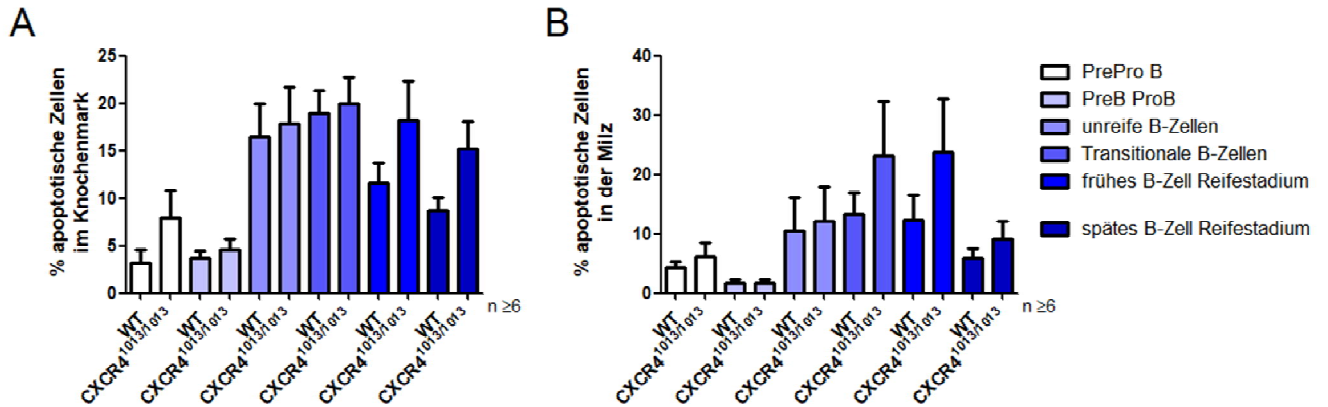 A
% apoptotische Zellen
im Knochenmark
25
20
15
10
5
0
WT
CXCR4 1013/1013
WT
CXCR4 1013/1013
WT
CXCR4 1013/1013
WT
CXCR4 1013/1013
WT
CXCR4 1013/1013
WT
CXCR4 1013/1013
n ≥6
B
% apoptotische Zellen
in der Milz
40
30
20
10
0
WT
CXCR4 1013/1013
WT
CXCR4 1013/1013
WT
CXCR4 1013/1013
WT
CXCR4 1013/1013
WT
CXCR4 1013/1013
WT
CXCR4 1013/1013
n ≥6
PrePro B
PreB ProB
unreife B-Zellen
Transitionale B-Zellen
frühes B-Zell Reifestadium
spätes B-Zell Reifestadium